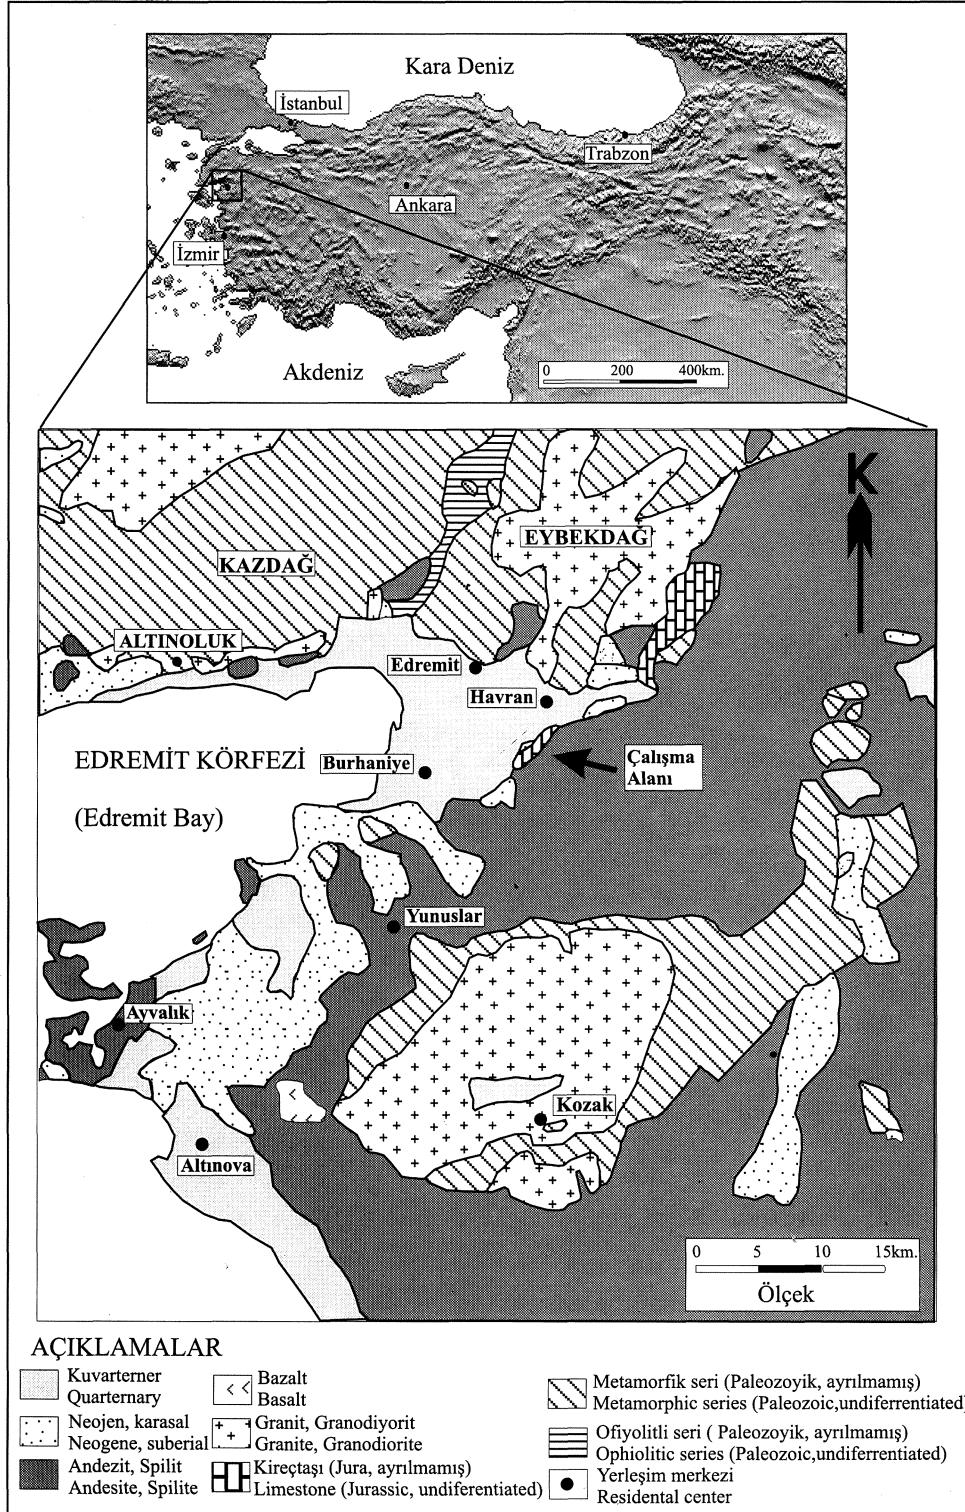 Kara Deniz
İstanbul
Trabzon
Ankara
İzmir
Akdeniz
0 200 400km.
K
EYBEKDAĞ
KAZDAĞ
ALTINOLUK
Edremit
Havran
EDREMİT KÖRFEZİ
(Edremit Bay)
Burhaniye
Çalışma
Alanı
Yunuslar
Ayvalık
Kozak
Altınova
0 5 10 15km.
Ölçek
AÇIKLAMALAR
Kuvarterner
Quarternary
Neojen, karasal
Neogene, suberial
Andezit, Spilit
Andesite, Spilite
Bazalt
Basalt
Granit, Granodiyorit
Granite, Granodiorite
Kireçtaşı (Jura, ayrılmamış)
Limestone (Jurassic, undiferentiated)
Metamorfik seri (Paleozoyik, ayrılmamış)
Metamorphic series (Paleozoic,undiferrentiated)
Ofiyolitli seri ( Paleozoyik, ayrılmamış)
Ophiolitic series (Paleozoic,undiferrentiated)
Yerleşim merkezi
Residental center